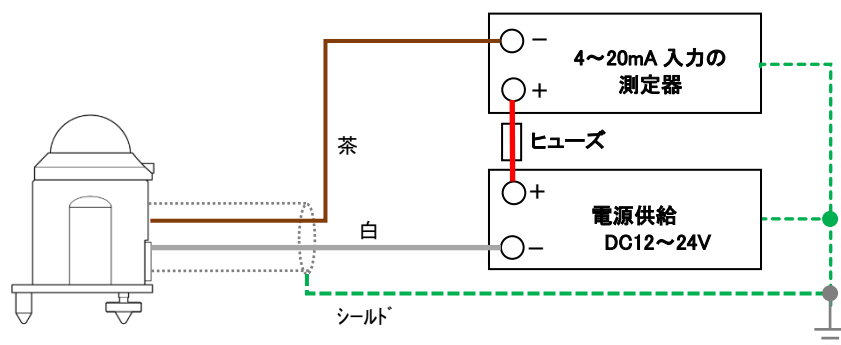 −
4～20mA 入力の
測定器
+
茶
ヒューズ
+
電源供給
DC12～24V
白
−
シールド